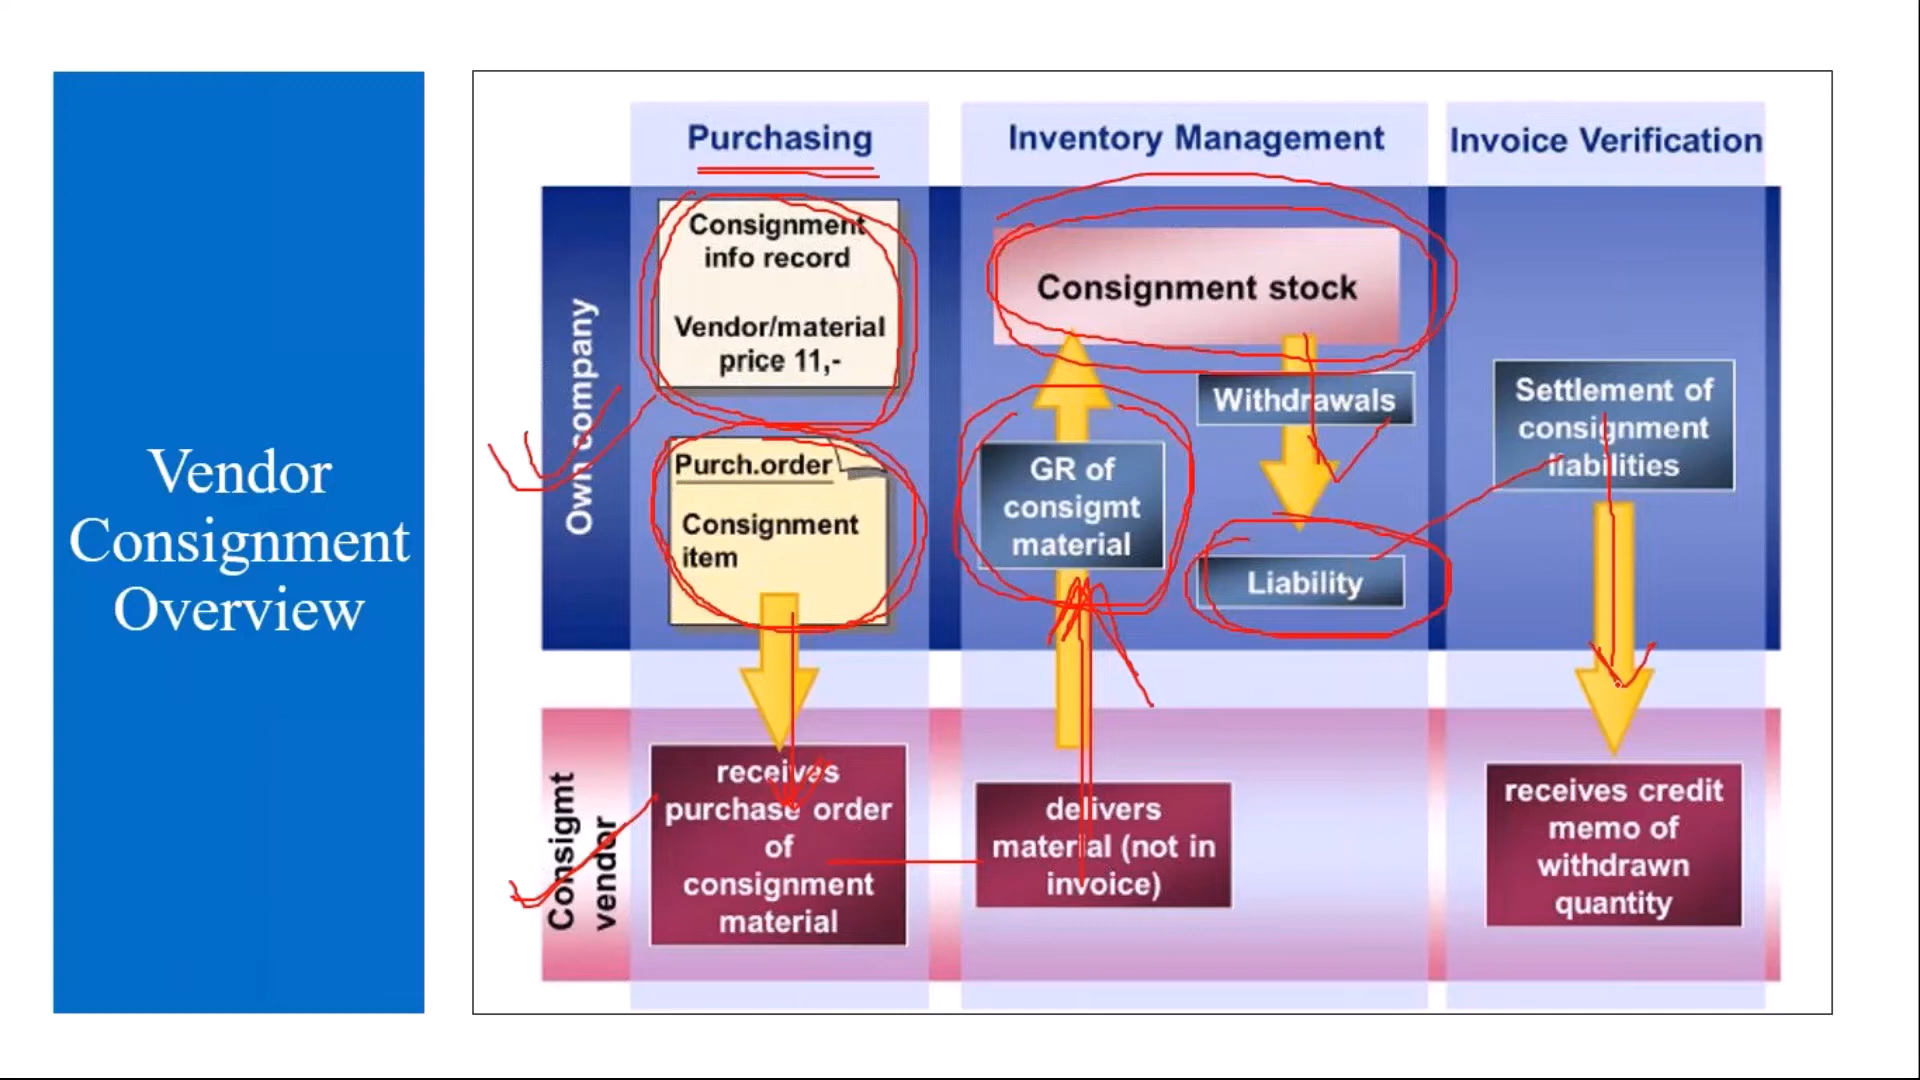 Vendor
Consignment
Overview
Purchasing
Inventory Management
Invoice Verification
Own company
Consignment
info record
Vendor/material
price 11,-
Purch.order
Consignment
item
Consignment stock
GR of
consigmt
material
Withdrawals
Liability
Settlement of
consignment
liabilities
Consigmt
vendor
receives
purchase order
of
consignment
material
delivers
material (not in
invoice)
receives credit
memo of
withdrawn
quantity